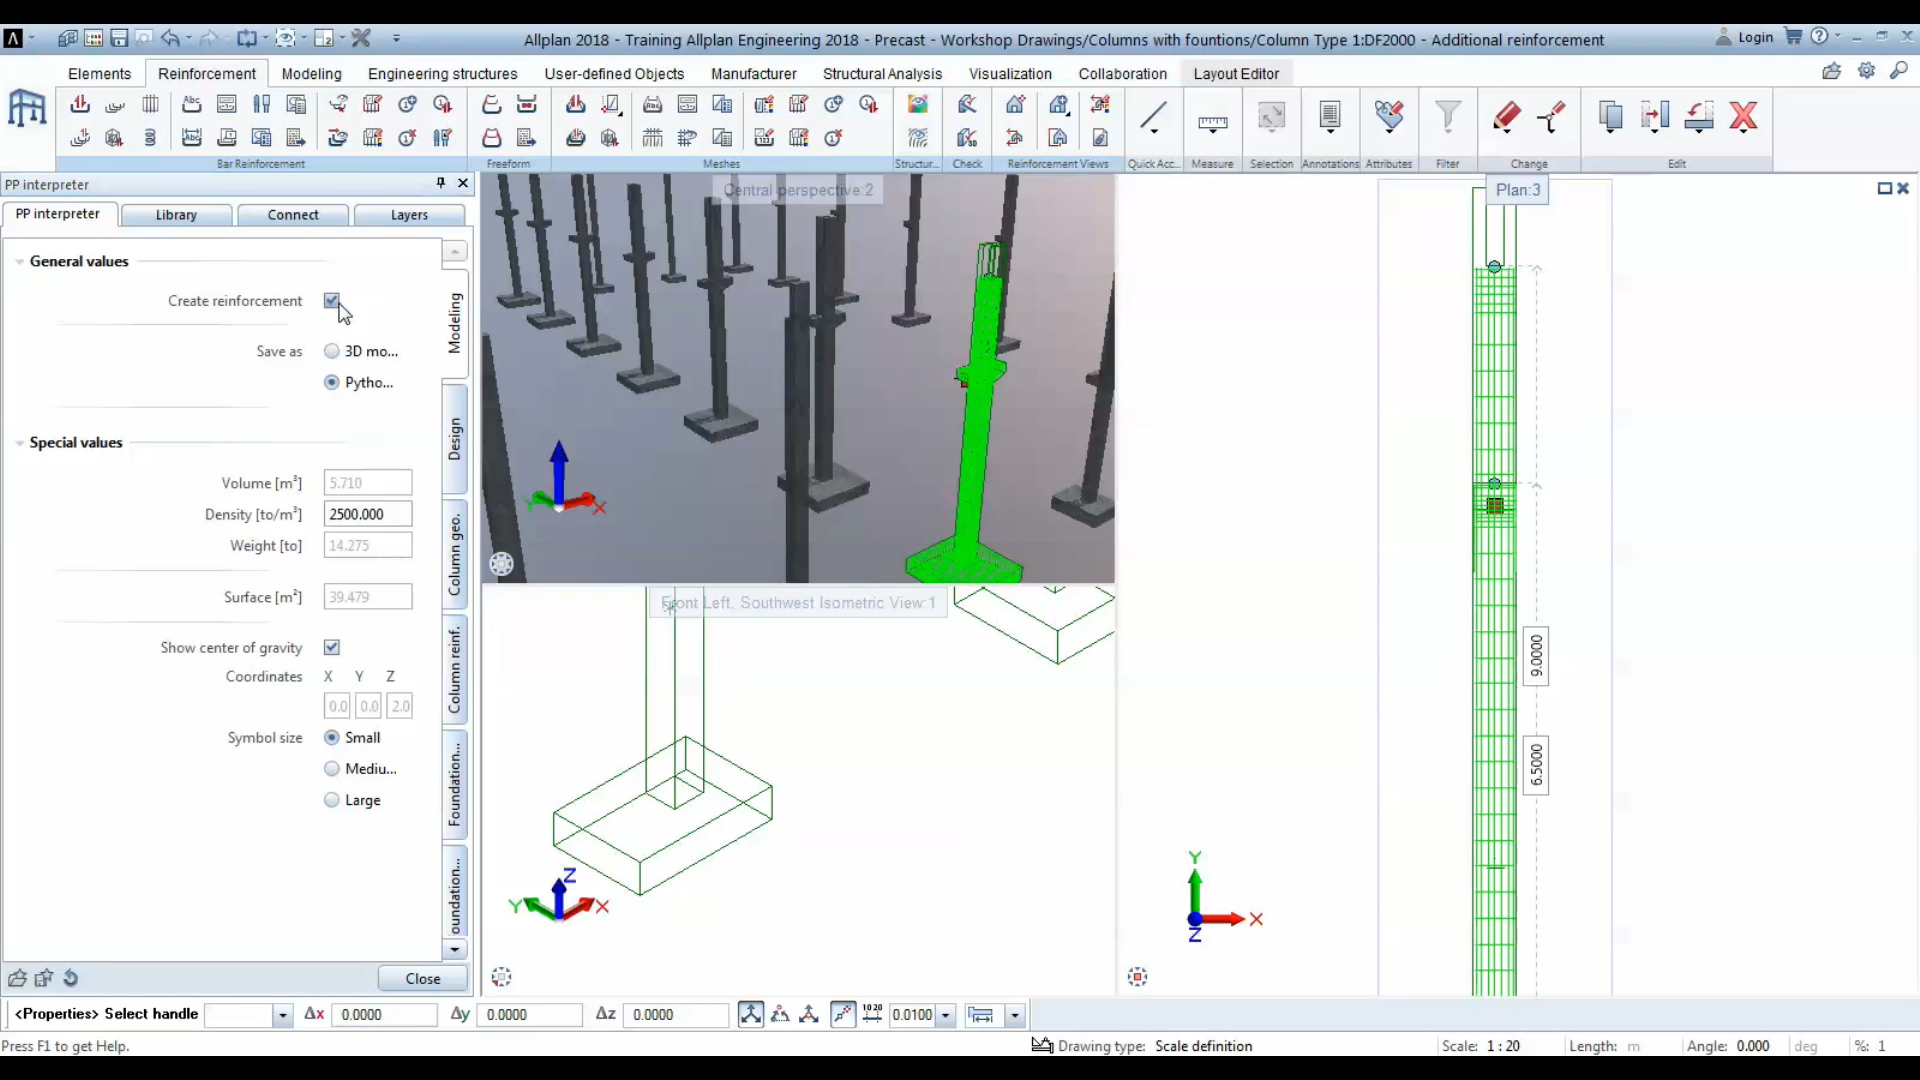 Allplan 2018 - Training Allplan Engineering 2018 - Precast - Workshop Drawings/Columns with fountions/Column Type 1:DF2000 - Additional reinforcement
Login
Elements Reinforcement Modeling Engineering structures User-defined Objects Manufacturer Structural Analysis Visualization Collaboration Layout Editor
Bar Reinforcement Freeform Meshes Structur... Check Reinforcement Views Quick Acc... Measure Selection Annotations Attributes Filter Change Edit
PP interpreter
PP interpreter Library Connect Layers
General values
Create reinforcement
Save as 3D mo...
Pytho...
Special values
Volume [m³] 5.710
Density [to/m³] 2500.000
Weight [to] 14.275
Surface [m²] 39.479
Show center of gravity
Coordinates X Y Z
0.0 0.0 2.0
Symbol size Small
Mediu...
Large
Modeling
Design
Column geo.
Column reinf.
Foundation...
oundation...
Close
Central perspective:2
X
Front Left, Southwest Isometric View:1
Z
Y X
Plan:3
9.0000
6.5000
Y
X
Z
<Properties> Select handle Δx 0.0000 Δy 0.0000 Δz 0.0000 0.0100
Press F1 to get Help. Drawing type: Scale definition Scale: 1 : 20 Length: m Angle: 0.000 deg %: 1